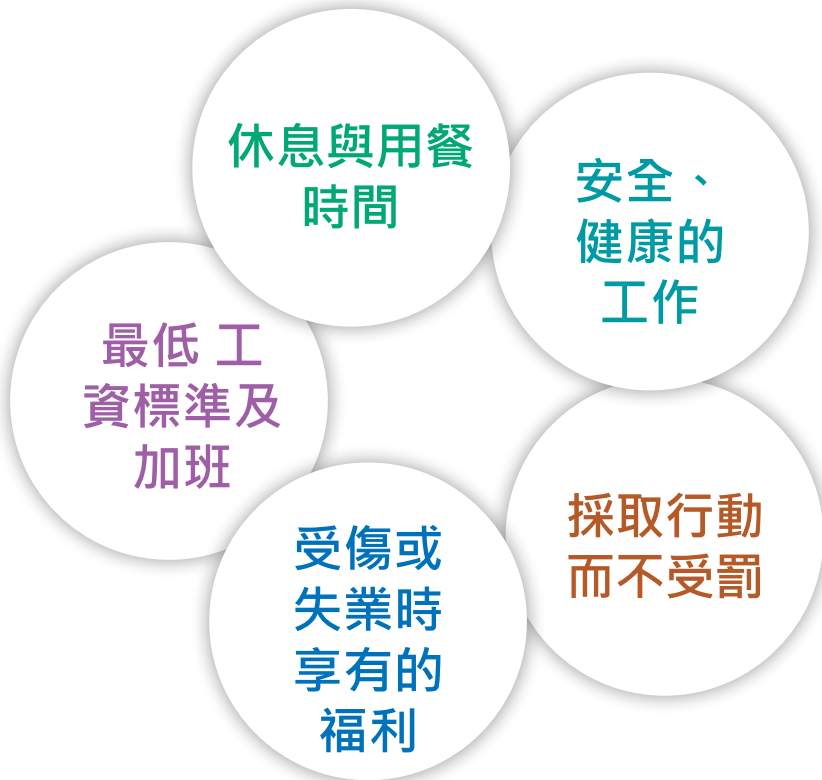 休息與用餐
時間
安全、
健康的
工作
最低 工
資標準及
加班
採取行動
而不受罰
受傷或
失業時
享有的
福利